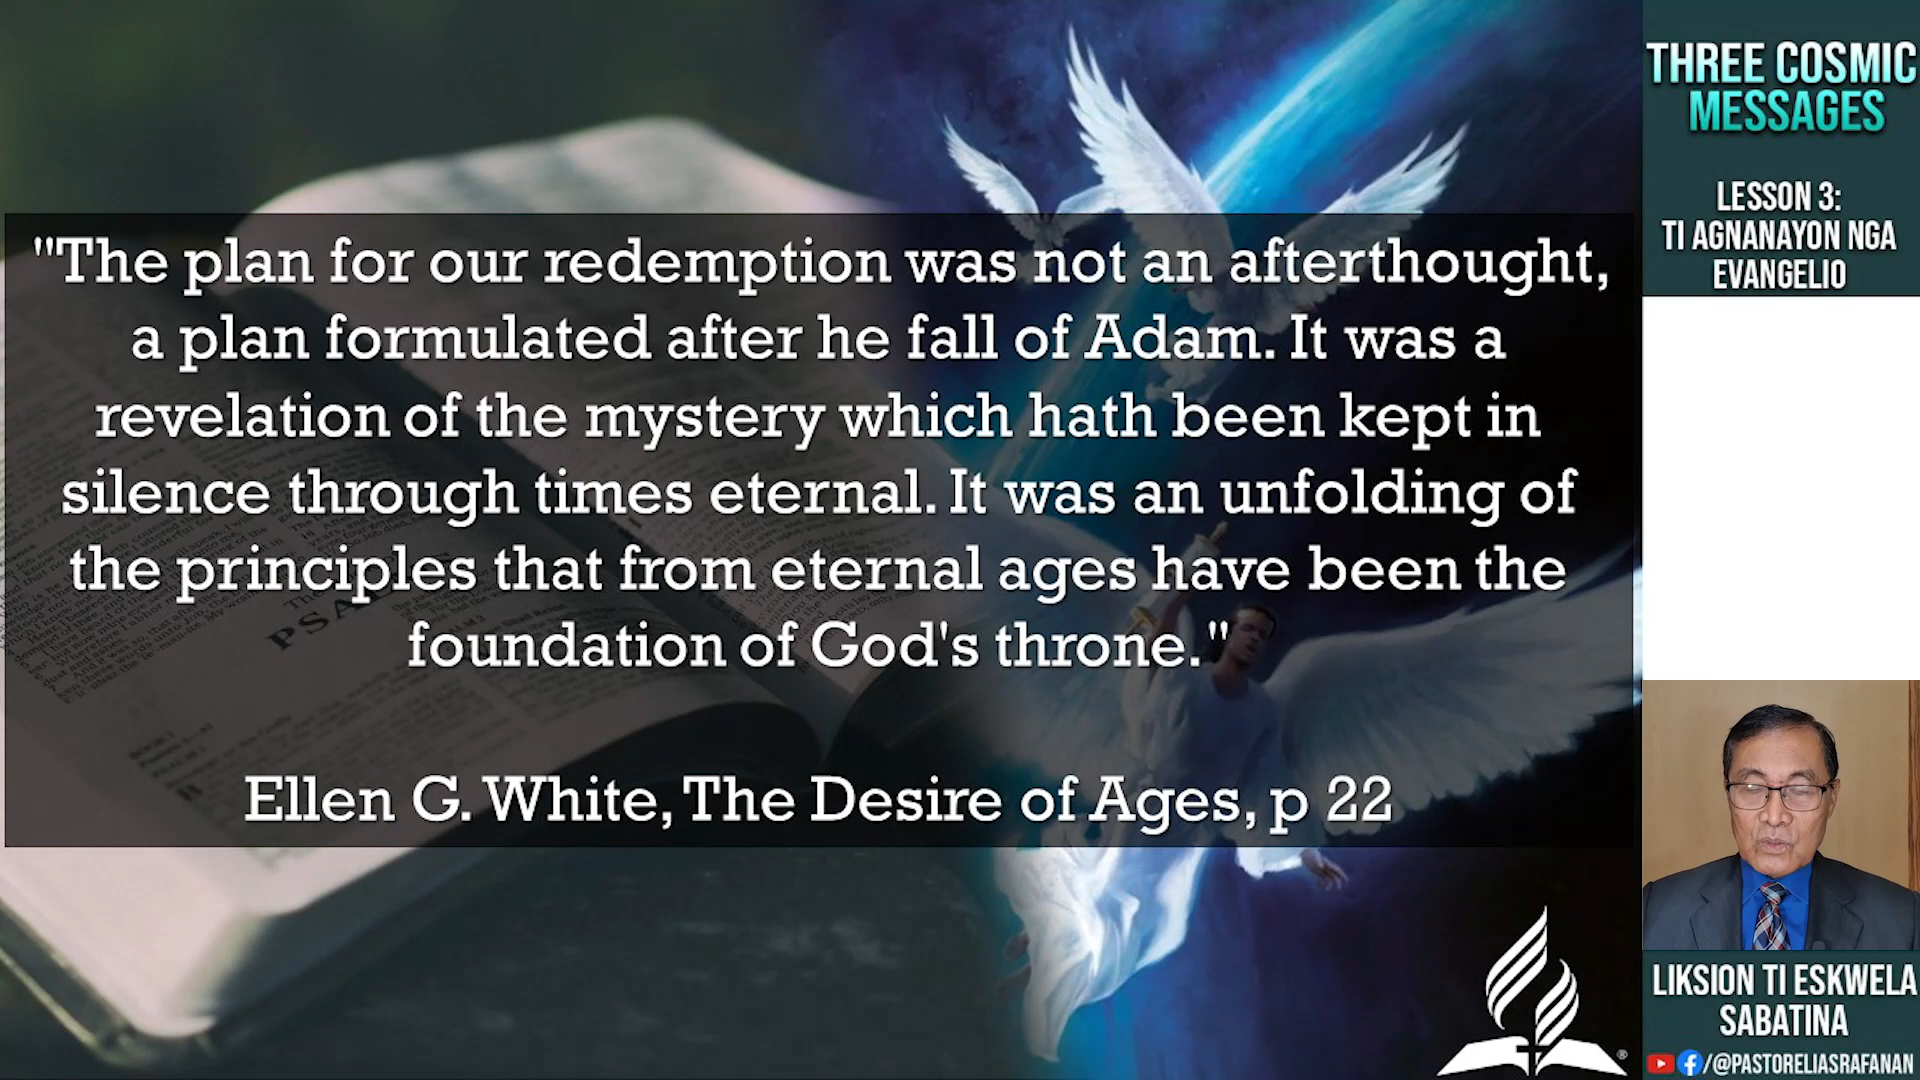 "The plan for our redemption was not an afterthought,
a plan formulated after he fall of Adam. It was a
revelation of the mystery which hath been kept in
silence through times eternal. It was an unfolding of
the principles that from eternal ages have been the
foundation of God's throne."
Ellen G. White, The Desire of Ages, p 22
PSA
THREE COSMIC
MESSAGES
LESSON 3:
TI AGNANAYON NGA
EVANGELIO
LIKSION TI ESKWELA
SABATINA
/@PASTORELIASRAFANAN
®